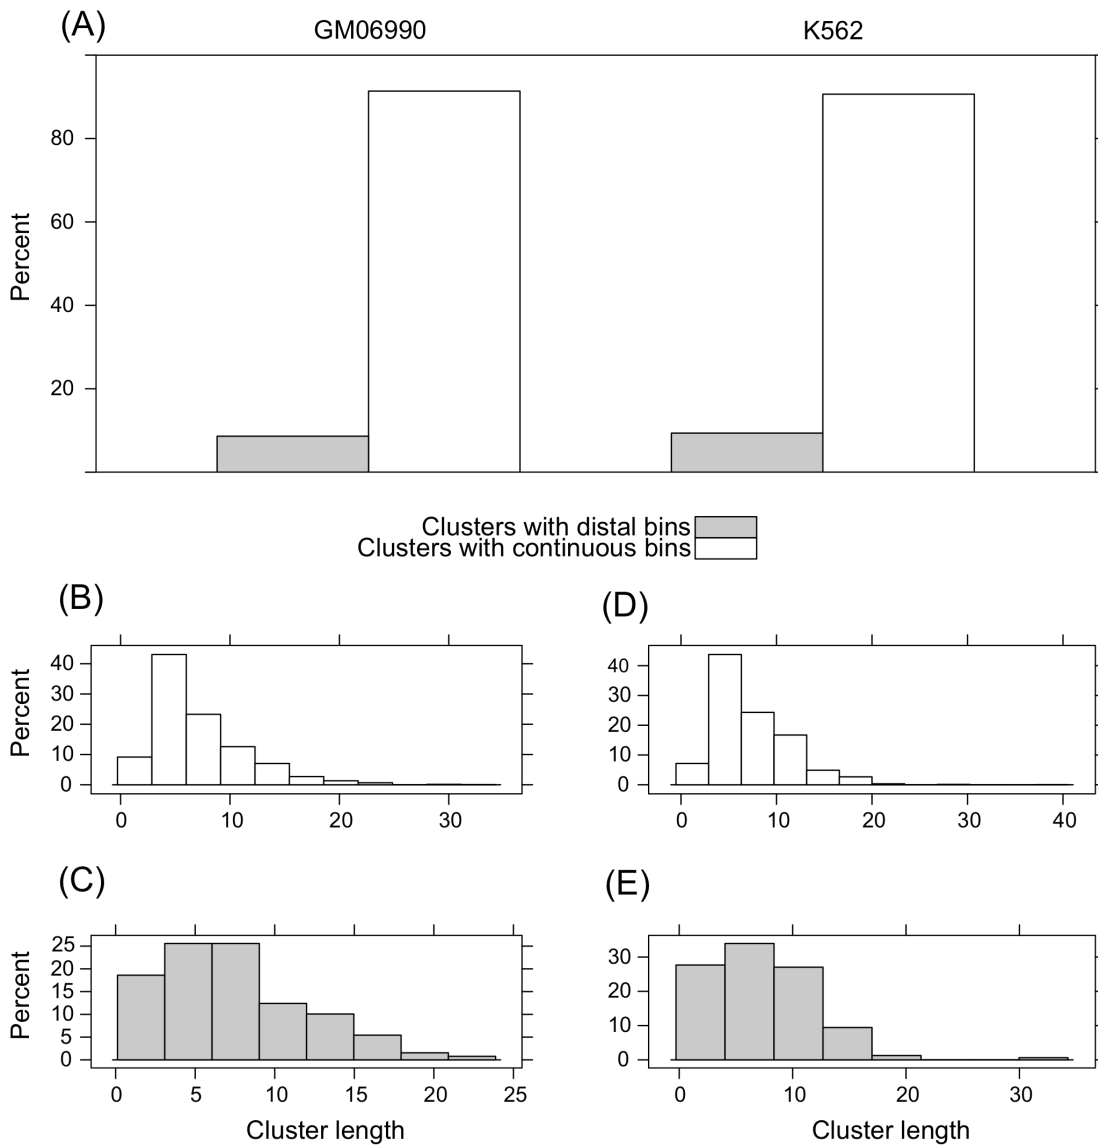 (A)
GM06990 K562
Percent
80
60
40
20
Clusters with distal bins
Clusters with continuous bins
(B)
Percent
40
30
20
10
0
0 10 20 30
(D)
40
30
20
10
0
0 10 20 30 40
(C)
Percent
25
20
15
10
5
0
0 5 10 15 20 25
Cluster length
(E)
30
20
10
0
0 10 20 30
Cluster length